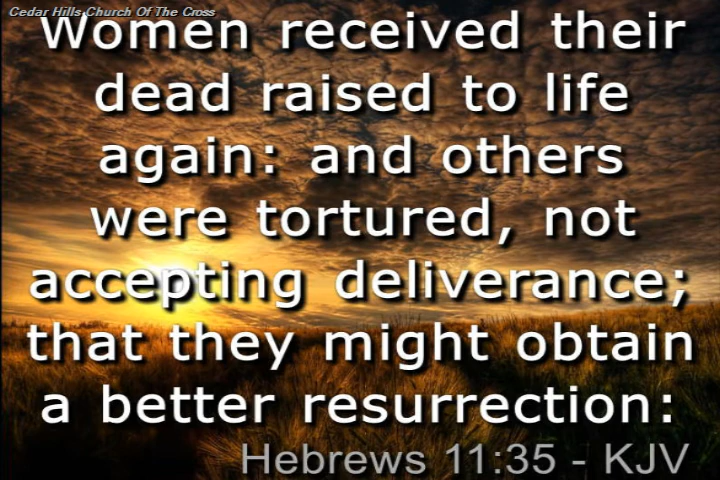 Cedar Hills Church Of The Cross
Women received their
dead raised to life
again: and others
were tortured, not
accepting deliverance;
that they might obtain
a better resurrection:
Hebrews 11:35 - KJV